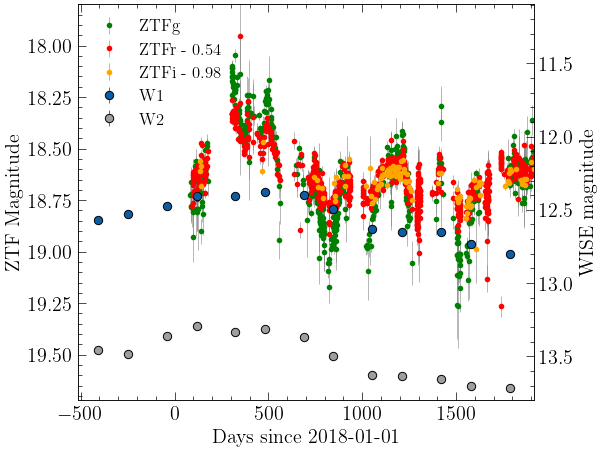 ZTFg
ZTFr - 0.54
ZTFi - 0.98
W1
W2
18.00
18.25
18.50
18.75
19.00
19.25
19.50
ZTF Magnitude
11.5
12.0
12.5
13.0
13.5
WISE magnitude
−500
0
500
1000
1500
Days since 2018-01-01